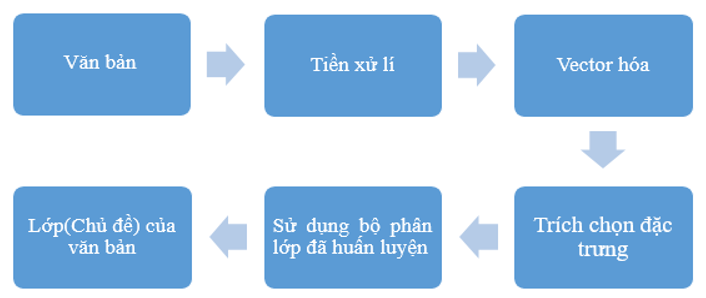 Văn bản
Tiền xử lí
Vector hóa
Trích chọn đặc
trưng
Sử dụng bộ phân
lớp đã huấn luyện
Lớp(Chủ đề) của
văn bản